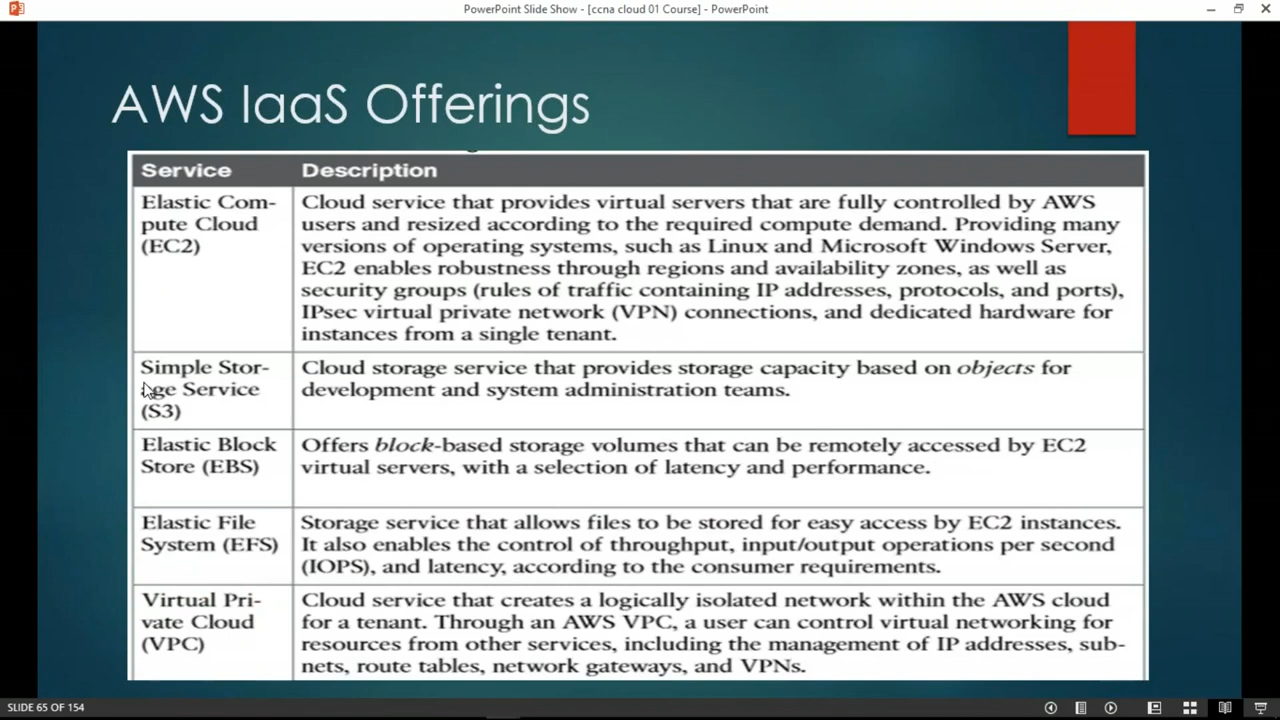 PowerPoint Slide Show - [ccna cloud 01 Course] - PowerPoint
AWS IaaS Offerings
Service
Description
Elastic Com-
pute Cloud
(EC2)
Cloud service that provides virtual servers that are fully controlled by AWS
users and resized according to the required compute demand. Providing many
versions of operating systems, such as Linux and Microsoft Windows Server,
EC2 enables robustness through regions and availability zones, as well as
security groups (rules of traffic containing IP addresses, protocols, and ports),
IPsec virtual private network (VPN) connections, and dedicated hardware for
instances from a single tenant.
Simple Stor-
age Service
(S3)
Cloud storage service that provides storage capacity based on objects for
development and system administration teams.
Elastic Block
Store (EBS)
Offers block-based storage volumes that can be remotely accessed by EC2
virtual servers, with a selection of latency and performance.
Elastic File
System (EFS)
Storage service that allows files to be stored for easy access by EC2 instances.
It also enables the control of throughput, input/output operations per second
(IOPS), and latency, according to the consumer requirements.
Virtual Pri-
vate Cloud
(VPC)
Cloud service that creates a logically isolated network within the AWS cloud
for a tenant. Through an AWS VPC, a user can control virtual networking for
resources from other services, including the management of IP addresses, sub-
nets, route tables, network gateways, and VPNs.
SLIDE 65 OF 154